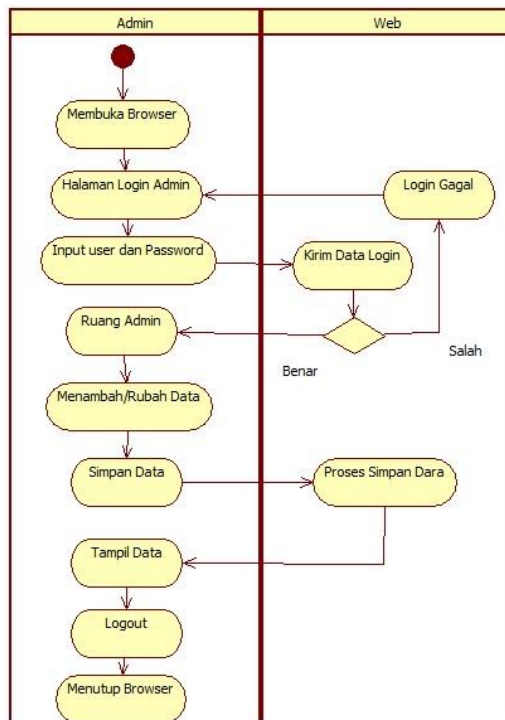 Admin
Web
Membuka Browser
Halaman Login Admin
Login Gagal
Input user dan Password
Kirim Data Login
Ruang Admin
Benar
Salah
Menambah/Rubah Data
Simpan Data
Proses Simpan Dara
Tampil Data
Logout
Menutup Browser